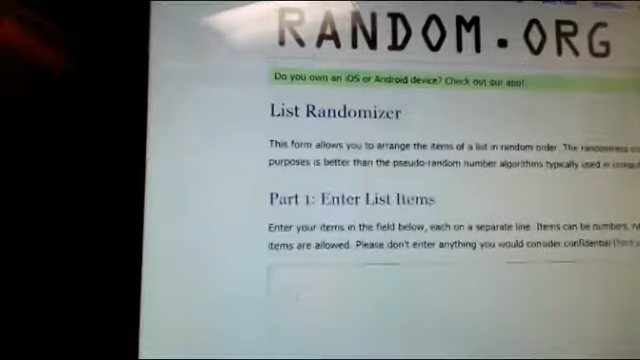 RANDOM.ORG
Do you own an iOS or Android device? Check out our app!
List Randomizer
This form allows you to arrange the items of a list in random order. The randomness
purposes is better than the pseudo-random number algorithms typically used in
Part 1: Enter List Items
Enter your items in the field below, each on a separate line. Items can be numbers,
items are allowed. Please don't enter anything you would consider confidential